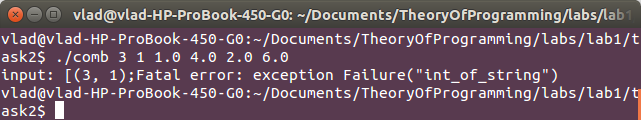 vlad@vlad-HP-ProBook-450-G0: ~/Documents/TheoryOfProgramming/labs/lab1
vlad@vlad-HP-ProBook-450-G0:~/Documents/TheoryOfProgramming/labs/lab1/t
ask2$ ./comb 3 1 1.0 4.0 2.0 6.0
input: [(3, 1);Fatal error: exception Failure("int_of_string")
vlad@vlad-HP-ProBook-450-G0:~/Documents/TheoryOfProgramming/labs/lab1/t
ask2$